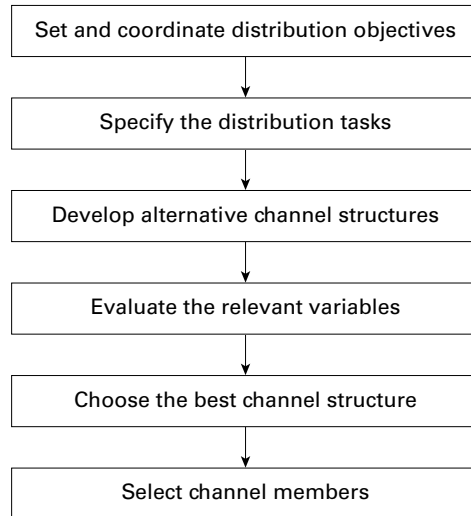 Set and coordinate distribution objectives
Specify the distribution tasks
Develop alternative channel structures
Evaluate the relevant variables
Choose the best channel structure
Select channel members